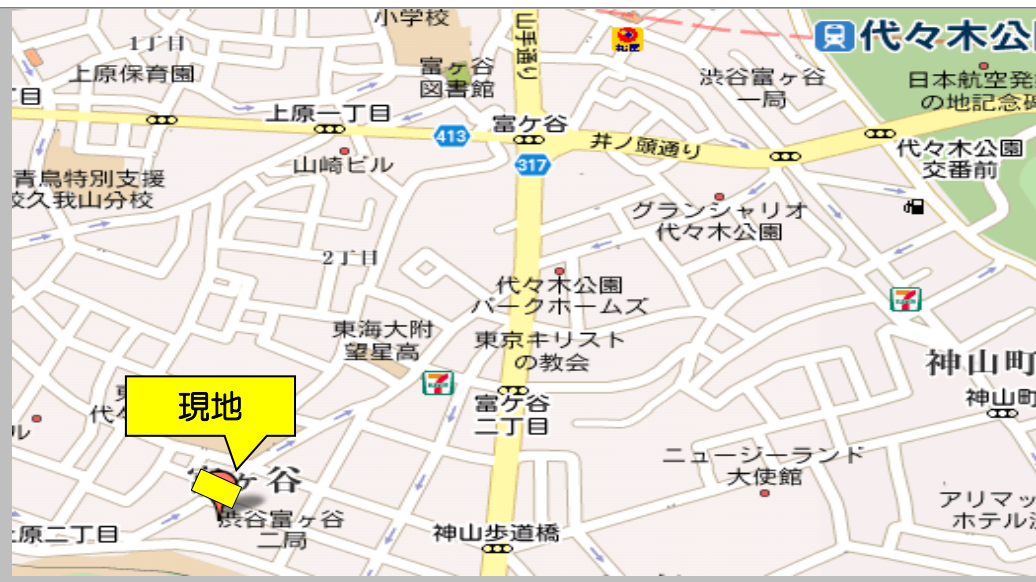 小学校
山手通り
1丁目
代々木公
上原保育園
富ヶ谷
図書館
渋谷富ヶ谷
一局
日本航空発
の地記念碑
丁目
上原一丁目
413
富ケ谷
井ノ頭通り
317
代々木公園
交番前
山崎ビル
青鳥特別支援
校久我山分校
グランシャリオ
代々木公園
2丁目
代々木公園
パークホームズ
東海大附
望星高
東京キリスト
の教会
7
神山町
7
現地
富ケ谷
二丁目
神山町
ル
ニュージーランド
大使館
ヶ谷
アリマッ
ホテル
渋谷富ヶ谷
二局
上原二丁目
神山歩道橋